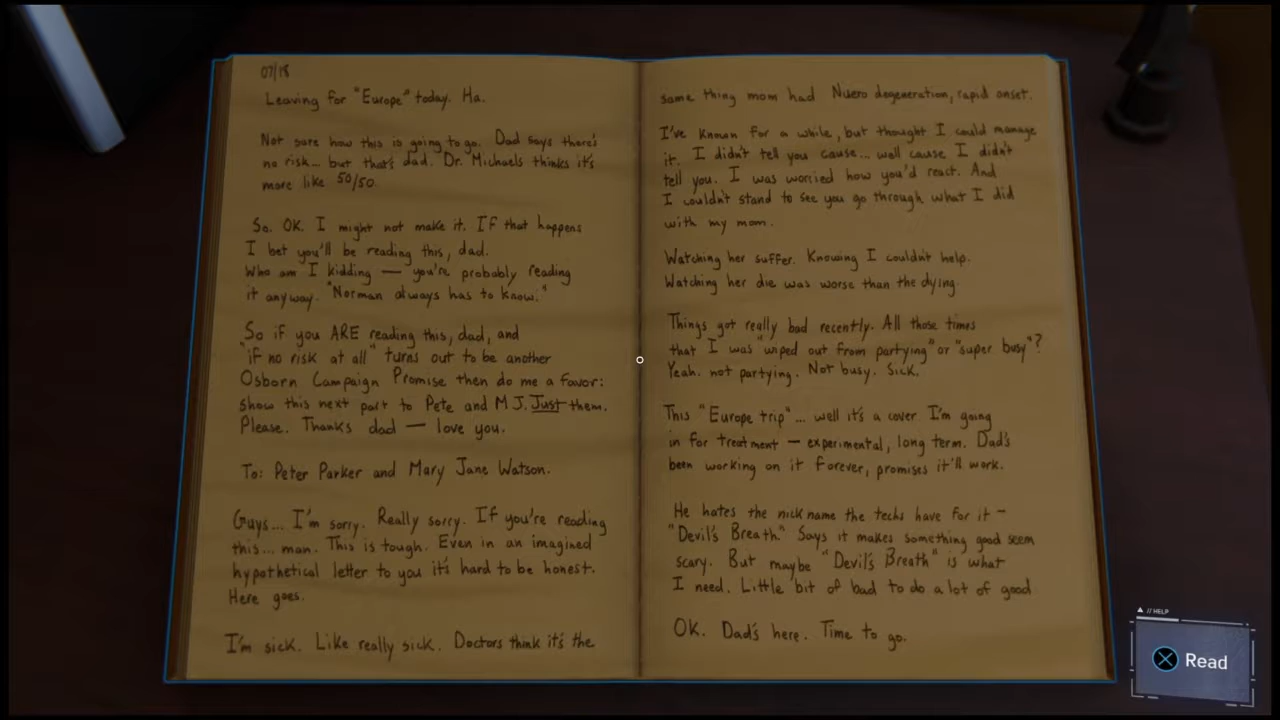 07/18
Leaving for "Europe" today. Ha.
Not sure how this is going to go. Dad says there's
no risk... but that's dad. Dr. Michaels thinks it's
more like 50/50.
So. OK. I might not make it. If that happens
I bet you'll be reading this, dad.
Who am I kidding — you're probably reading
it anyway. "Norman always has to know."
So if you ARE reading this, dad, and
"if no risk at all" turns out to be another
Osborn Campaign Promise then do me a favor:
show this next part to Pete and MJ. Just them.
Please. Thanks dad — love you.
To: Peter Parker and Mary Jane Watson.
Guys... I'm sorry. Really sorry. If you're reading
this... man. This is tough. Even in an imagined
hypothetical letter to you it's hard to be honest.
Here goes.
I'm sick. Like really sick. Doctors think it's the
same thing mom had Nuero degeneration, rapid onset.
I've known for a while, but thought I could manage
it. I didn't tell you cause... well cause I didn't
tell you. I was worried how you'd react. And
I couldn't stand to see you go through what I did
with my mom.
Watching her suffer. Knowing I couldn't help.
Watching her die was worse than the dying.
Things got really bad recently. All those times
that I was "wiped out from partying" or "super busy"?
Yeah. not partying. Not busy. Sick.
This "Europe trip"... well it's a cover I'm going
in for treatment — experimental, long term. Dad's
been working on it forever, promises it'll work.
He hates the nickname the techs have for it —
"Devil's Breath." Says it makes something good seem
scary. But maybe "Devil's Breath" is what
I need. Little bit of bad to do a lot of good
OK. Dad's here. Time to go.
// HELP
Read